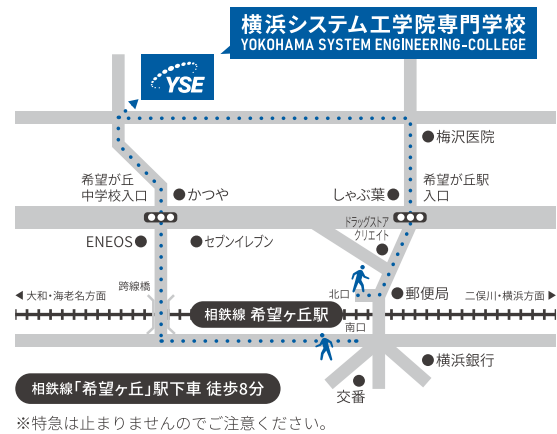 横浜システム工学院専門学校
YOKOHAMA SYSTEM ENGINEERING-COLLEGE
YSE
梅沢医院
希望が丘
中学校入口
かつや
しゃぶ葉
希望が丘駅
入口
ドラッグストア
クリエイト
ENEOS
セブンイレブン
跨線橋
北口
郵便局
大和・海老名方面
二俣川・横浜方面
相鉄線 希望ヶ丘駅
南口
横浜銀行
交番
相鉄線「希望ヶ丘」駅下車 徒歩8分
※特急は止まりませんのでご注意ください。